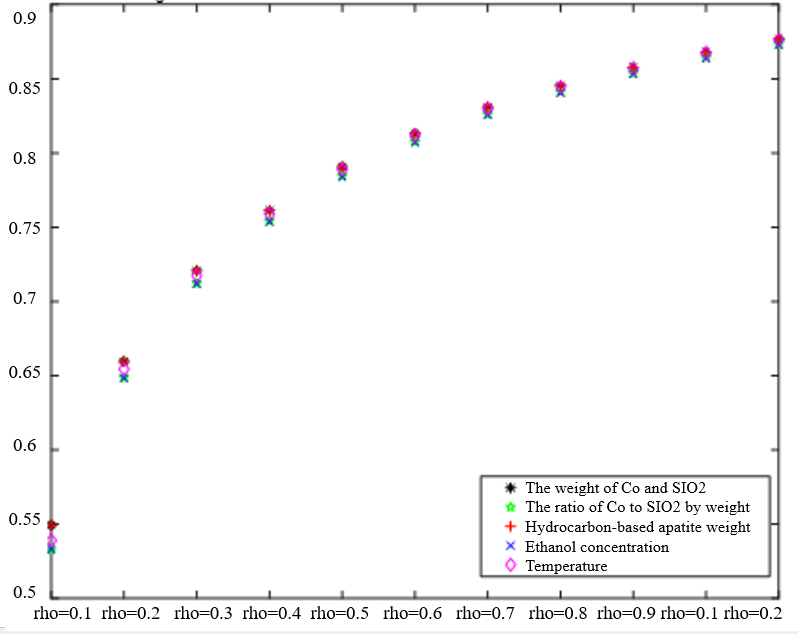 0.9
0.85
0.8
0.75
0.7
0.65
0.6
0.55
0.5
The weight of Co and SIO2
The ratio of Co to SIO2 by weight
Hydrocarbon-based apatite weight
Ethanol concentration
Temperature
rho=0.1 rho=0.2 rho=0.3 rho=0.4 rho=0.5 rho=0.6 rho=0.7 rho=0.8 rho=0.9 rho=0.1 rho=0.2